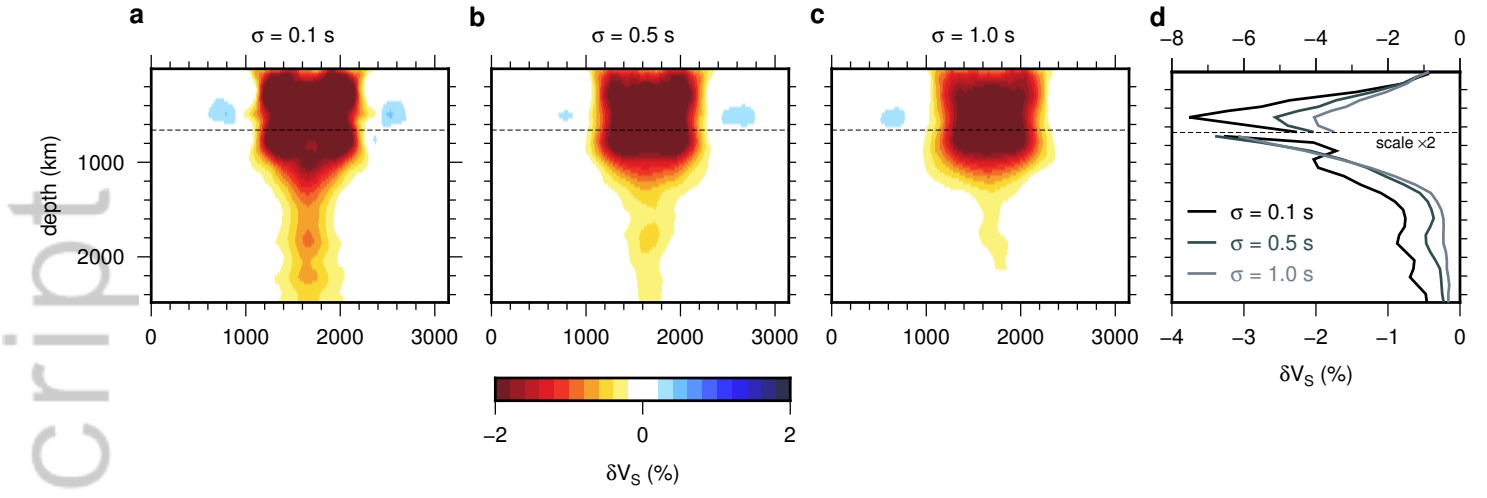 a
σ = 0.1 s
b
σ = 0.5 s
c
σ = 1.0 s
d
−8 −6 −4 −2 0
depth (km)
1000
2000
0 1000 2000 3000
0 1000 2000 3000
0 1000 2000 3000
scale ×2
σ = 0.1 s
σ = 0.5 s
σ = 1.0 s
−4 −3 −2 −1 0
δV_S (%)
−2 0 2
δV_S (%)
cript